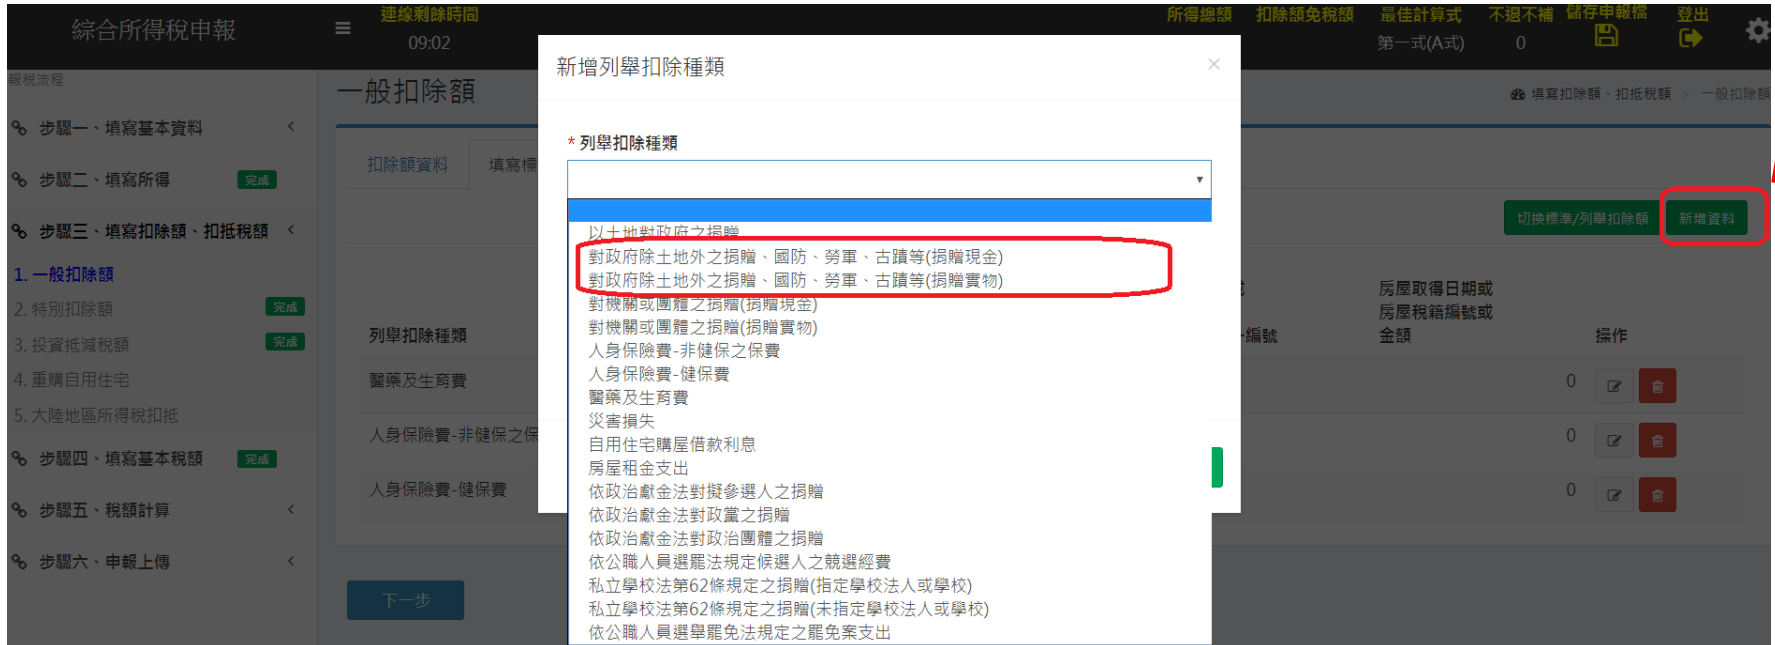 綜合所得稅申報
連線剩餘時間
09:02
所得總額
扣除額免稅額
最佳計算式
第一式(A式)
不退不補
0
儲存申報檔
登出
報稅流程
步驟一、填寫基本資料
步驟二、填寫所得 完成
步驟三、填寫扣除額、扣抵稅額
1. 一般扣除額
2. 特別扣除額 完成
3. 投資抵減稅額 完成
4. 重購自用住宅
5. 大陸地區所得稅扣抵
步驟四、填寫基本稅額 完成
步驟五、稅額計算
步驟六、申報上傳
一般扣除額
填寫扣除額、扣抵稅額 > 一般扣除額
扣除額資料
填寫標
切換標準/列舉扣除額
新增資料
列舉扣除種類
編號
房屋取得日期或
房屋稅籍編號或
金額
操作
醫藥及生育費
0
人身保險費-非健保之保
0
人身保險費-健保費
0
下一步
新增列舉扣除種類
×
* 列舉扣除種類
以土地對政府之捐贈
對政府除土地外之捐贈、國防、勞軍、古蹟等(捐贈現金)
對政府除土地外之捐贈、國防、勞軍、古蹟等(捐贈實物)
對機關或團體之捐贈(捐贈現金)
對機關或團體之捐贈(捐贈實物)
人身保險費-非健保之保費
人身保險費-健保費
醫藥及生育費
災害損失
自用住宅購屋借款利息
房屋租金支出
依政治獻金法對擬參選人之捐贈
依政治獻金法對政黨之捐贈
依政治獻金法對政治團體之捐贈
依公職人員選罷法規定候選人之競選經費
私立學校法第62條規定之捐贈(指定學校法人或學校)
私立學校法第62條規定之捐贈(未指定學校法人或學校)
依公職人員選舉罷免法規定之罷免案支出